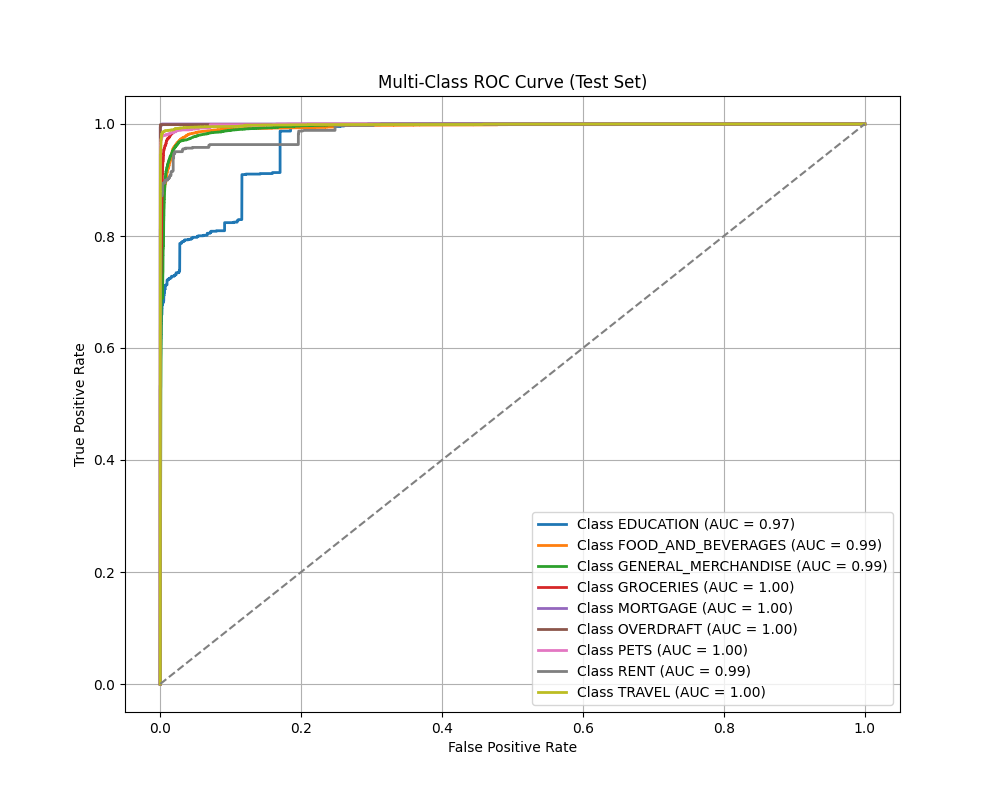 Multi-Class ROC Curve (Test Set)
True Positive Rate
1.0
0.8
0.6
0.4
0.2
0.0
0.0 0.2 0.4 0.6 0.8 1.0
False Positive Rate
Class EDUCATION (AUC = 0.97)
Class FOOD_AND_BEVERAGES (AUC = 0.99)
Class GENERAL_MERCHANDISE (AUC = 0.99)
Class GROCERIES (AUC = 1.00)
Class MORTGAGE (AUC = 1.00)
Class OVERDRAFT (AUC = 1.00)
Class PETS (AUC = 1.00)
Class RENT (AUC = 0.99)
Class TRAVEL (AUC = 1.00)